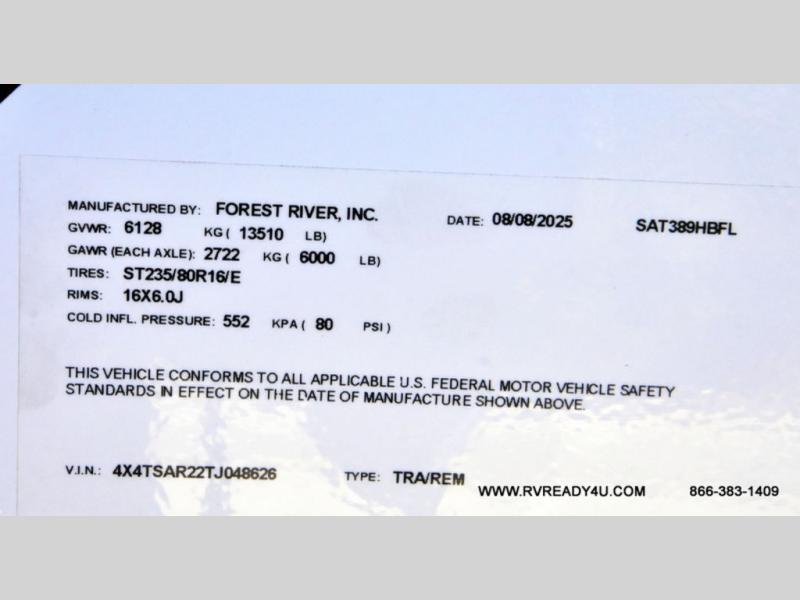 MANUFACTURED BY: FOREST RIVER, INC. DATE: 08/08/2025 SAT389HBFL
GVWR: 6128 KG ( 13510 LB)
GAWR (EACH AXLE): 2722 KG ( 6000 LB)
TIRES: ST235/80R16/E
RIMS: 16X6.0J
COLD INFL. PRESSURE: 552 KPA ( 80 PSI )
THIS VEHICLE CONFORMS TO ALL APPLICABLE U.S. FEDERAL MOTOR VEHICLE SAFETY
STANDARDS IN EFFECT ON THE DATE OF MANUFACTURE SHOWN ABOVE.
V.I.N.: 4X4TSAR22TJ048626 TYPE: TRA/REM
WWW.RVREADY4U.COM 866-383-1409